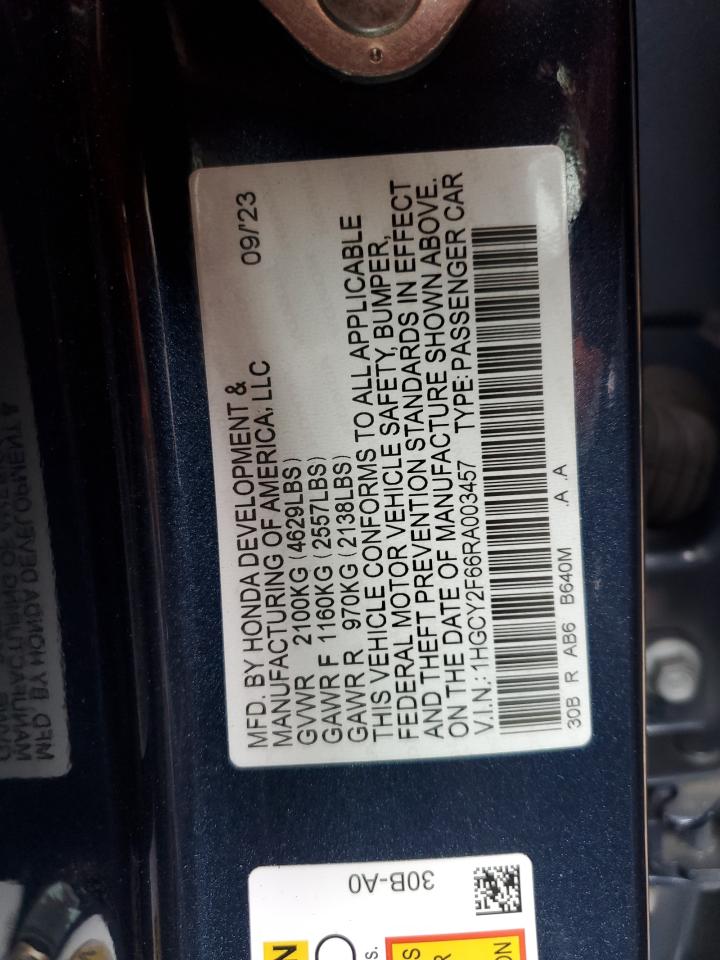 MFD. BY HONDA DEVELOPMENT &
MANUFACTURING OF AMERICA, LLC 09/'23
GVWR 2100KG (4629LBS)
GAWR F 1160KG (2557LBS)
GAWR R 970KG (2138LBS)
THIS VEHICLE CONFORMS TO ALL APPLICABLE
FEDERAL MOTOR VEHICLE SAFETY, BUMPER,
AND THEFT PREVENTION STANDARDS IN EFFECT
ON THE DATE OF MANUFACTURE SHOWN ABOVE.
V.I.N.:1HGCY2F66RA003457 TYPE:PASSENGER CAR
30B R AB6 B640M .A .A
30B-A0